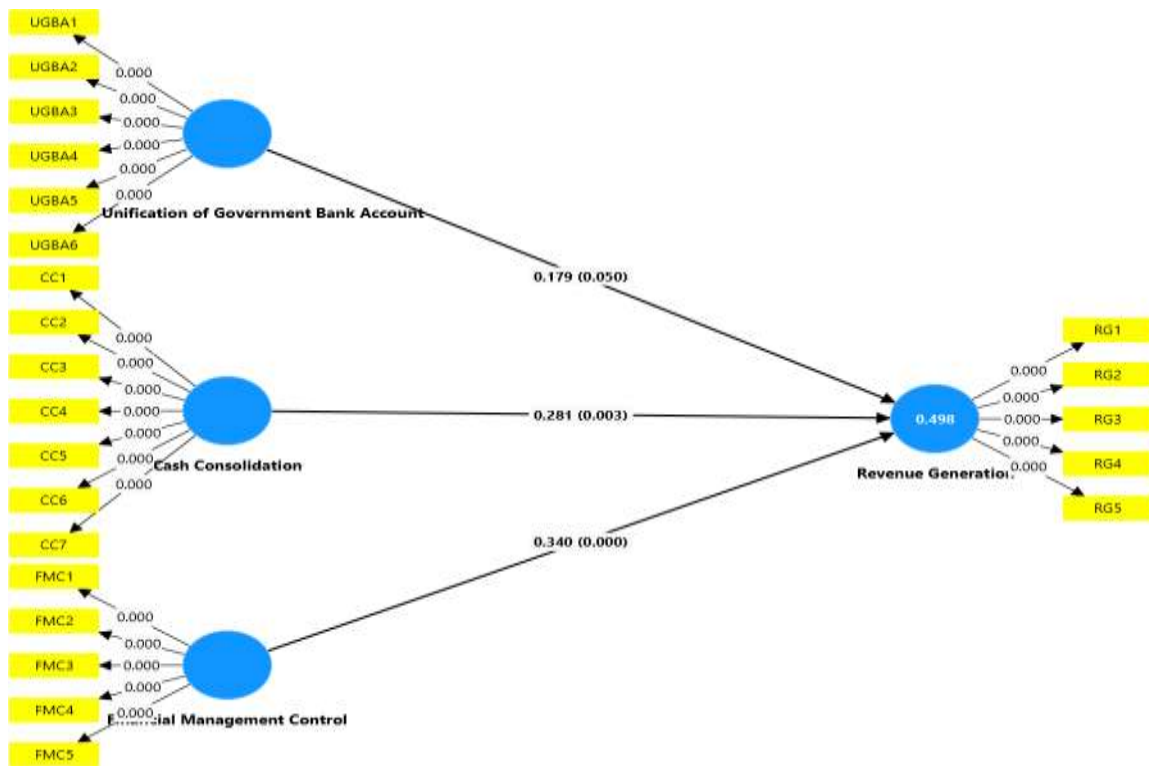 UGBA1
0.000
UGBA2
0.000
UGBA3
0.000
UGBA4
0.000
UGBA5
0.000
UGBA6
0.000
Unification of Government Bank Account
0.179 (0.050)
CC1
0.000
CC2
0.000
CC3
0.000
CC4
0.000
CC5
0.000
CC6
0.000
CC7
0.000
Cash Consolidation
0.281 (0.003)
FMC1
0.000
FMC2
0.000
FMC3
0.000
FMC4
0.000
FMC5
0.000
Financial Management Control
0.340 (0.000)
0.498
Revenue Generation
RG1
0.000
RG2
0.000
RG3
0.000
RG4
0.000
RG5
0.000